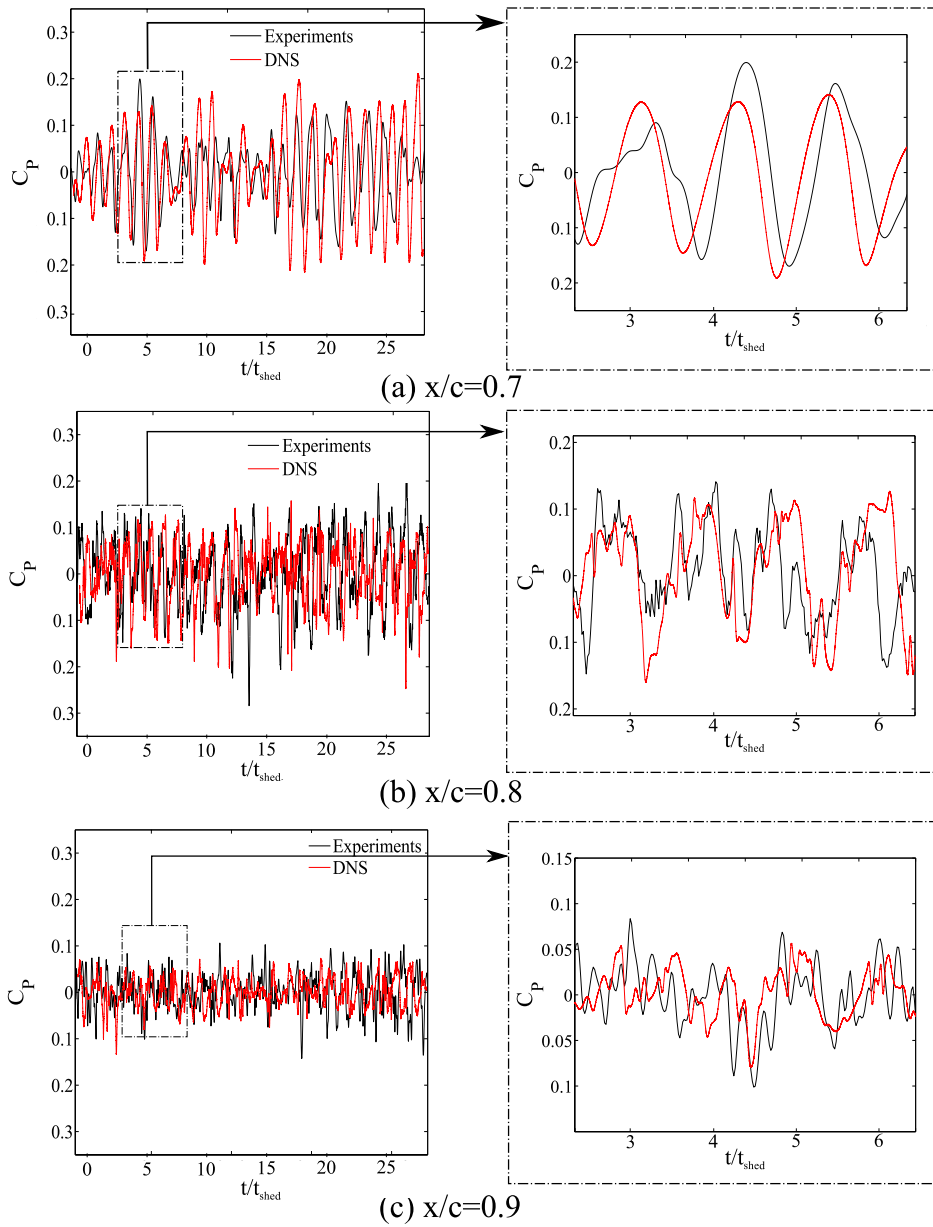 0.3
0.2
0.1
0
0.1
0.2
0.3
C_P
Experiments
DNS
0 5 10 15 20 25
t/t_shed
0.2
0.1
0
0.1
0.2
C_P
3 4 5 6
t/t_shed
(a) x/c=0.7
0.3
0.2
0.1
0
0.1
0.2
0.3
C_P
Experiments
DNS
0 5 10 15 20 25
t/t_shed.
0.2
0.1
0
0.1
0.2
C_P
3 4 5 6
t/t_shed
(b) x/c=0.8
0.3
0.2
0.1
0
0.1
0.2
0.3
C_P
Experiments
DNS
0 5 10 15 20 25
t/t_shed
0.15
0.1
0.05
0
0.05
0.1
C_P
3 4 5 6
t/t_shed
(c) x/c=0.9